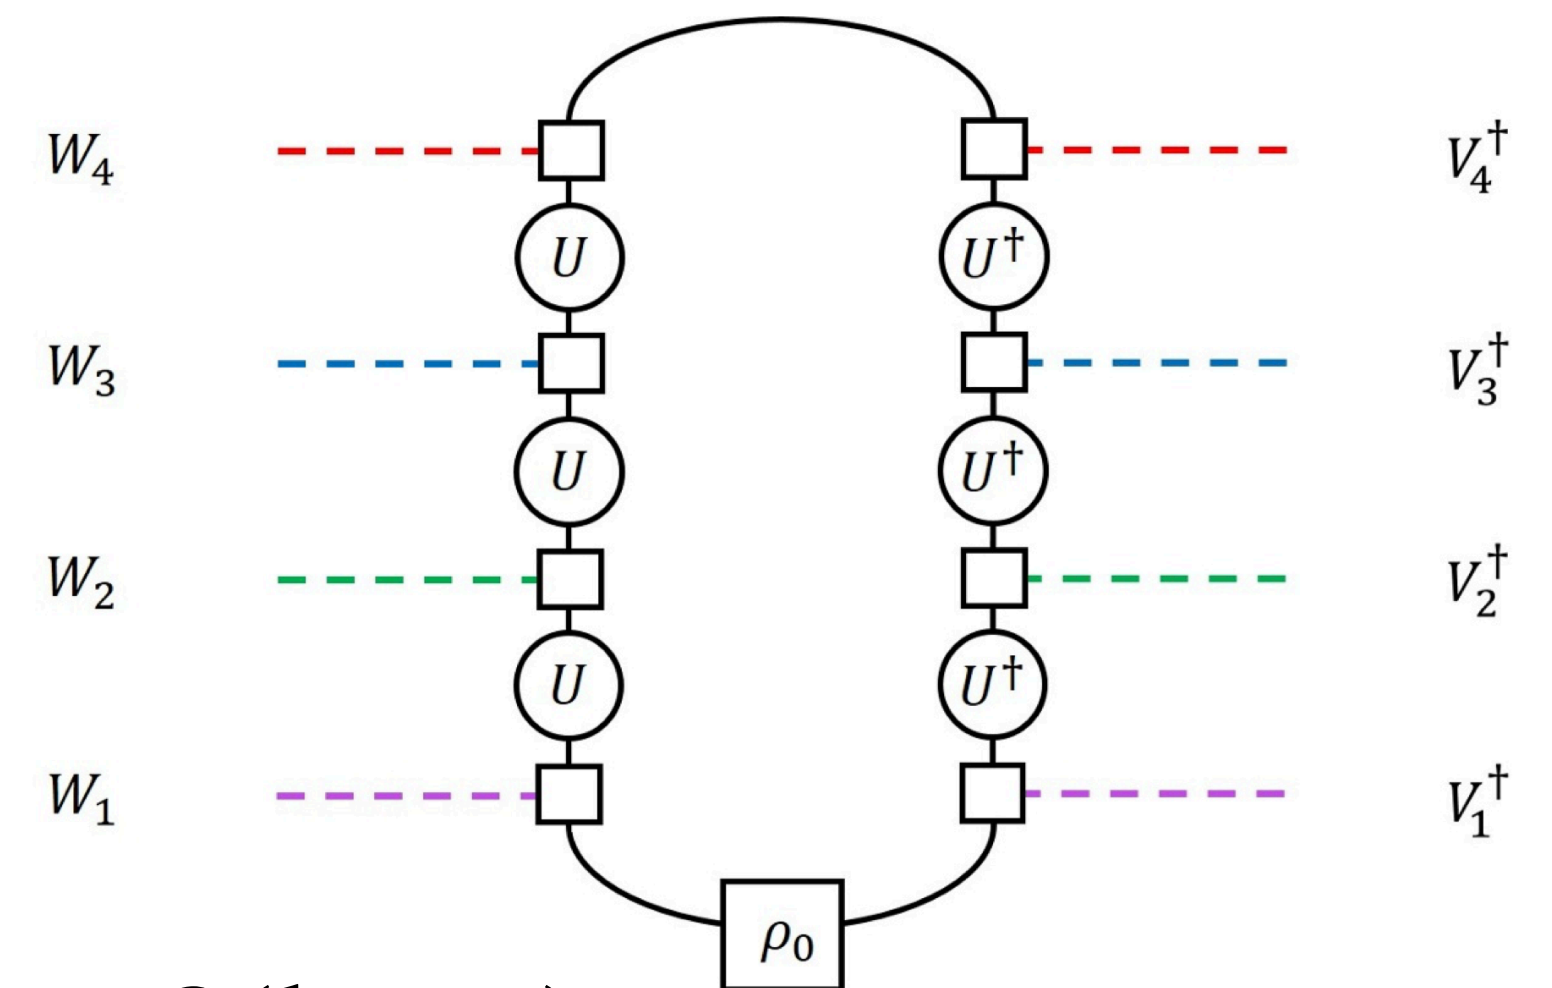 W₄ V₄†
U U†
W₃ V₃†
U U†
W₂ V₂†
U U†
W₁ V₁†
ρ₀